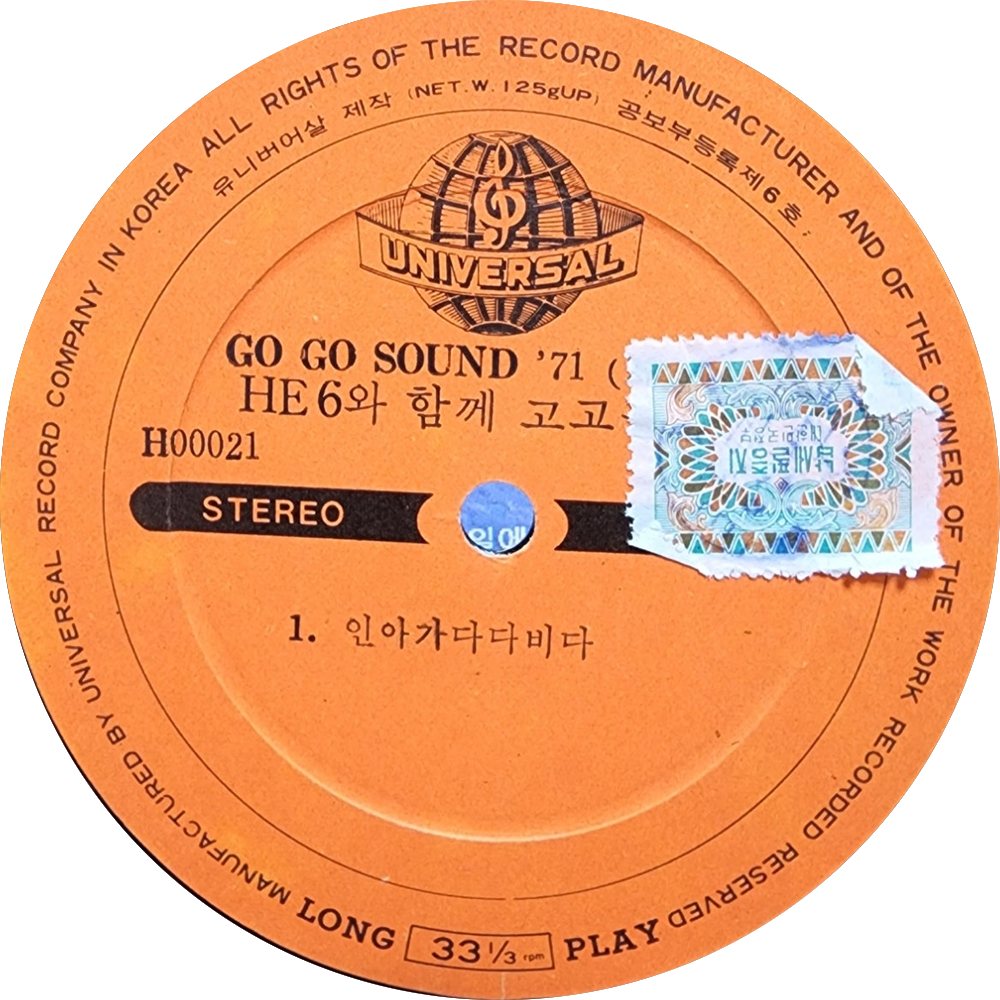 MANUFACTURED BY UNIVERSAL RECORD COMPANY IN KOREA ALL RIGHTS OF THE RECORD MANUFACTURER AND OF THE OWNER OF THE WORK RECORDED RESERVED
유니버어살 제작 (NET.W.125gUP) 공보부등록제6호
UNIVERSAL
GO GO SOUND '71 (
HE 6와 함께 고고
H00021
STEREO
1. 인아가다다비다
LONG 33 1/3 rpm PLAY